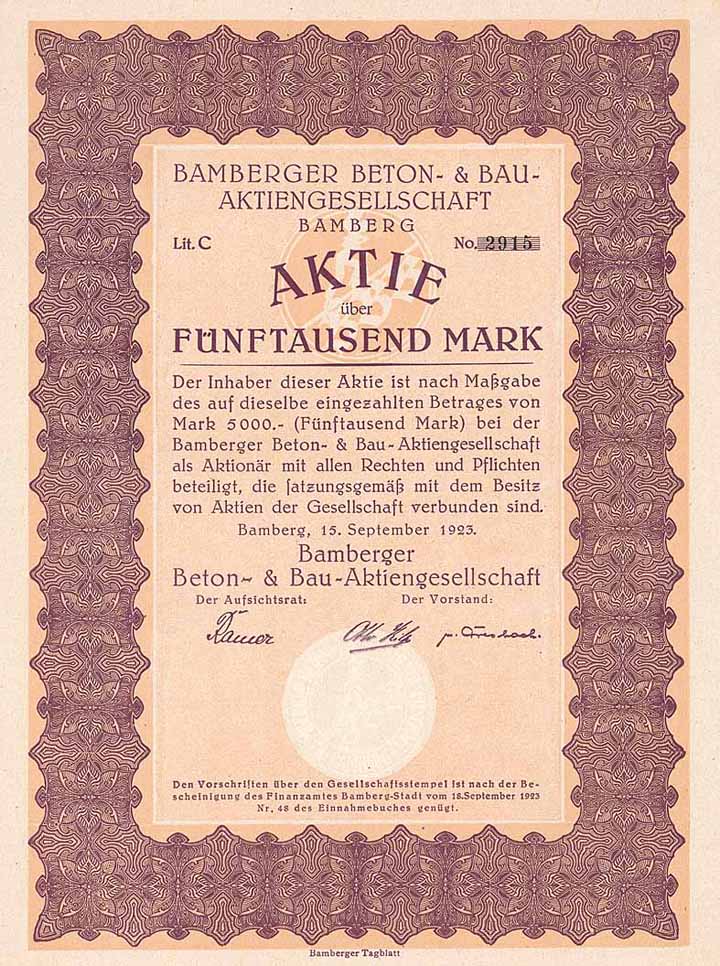 BAMBERGER BETON- & BAU-
AKTIENGESELLSCHAFT
BAMBERG
Lit. C No. 2915
AKTIE
über
FÜNFTAUSEND MARK
Der Inhaber dieser Aktie ist nach Maßgabe
des auf dieselbe eingezahlten Betrages von
Mark 5000.- (Fünftausend Mark) bei der
Bamberger Beton- & Bau-Aktiengesellschaft
als Aktionär mit allen Rechten und Pflichten
beteiligt, die ſatzungsgemäß mit dem Besitz
von Aktien der Gesellschaft verbunden sind.
Bamberg, 15. September 1923.
Bamberger
Beton- & Bau-Aktiengesellschaft
Der Aufsichtsrat: Der Vorstand:
Den Vorschriften über den Gesellschaftsstempel ist nach der Be-
scheinigung des Finanzamtes Bamberg-Stadt vom 18. September 1923
Nr. 48 des Einnahmebuches genügt.
Bamberger Tagblatt